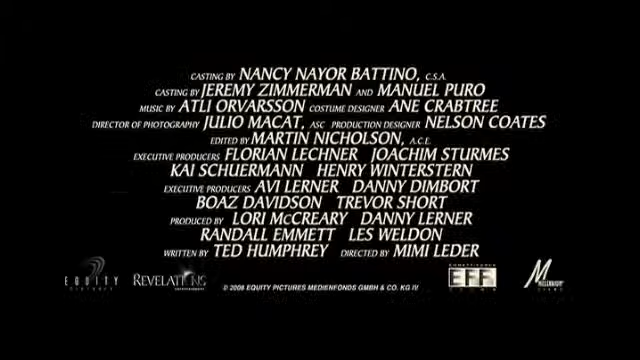 CASTING BY NANCY NAYOR BATTINO, C.S.A.
CASTING BY JEREMY ZIMMERMAN AND MANUEL PURO
MUSIC BY ATLI ORVARSSON COSTUME DESIGNER ANE CRABTREE
DIRECTOR OF PHOTOGRAPHY JULIO MACAT, ASC PRODUCTION DESIGNER NELSON COATES
EDITED BY MARTIN NICHOLSON, A.C.E.
EXECUTIVE PRODUCERS FLORIAN LECHNER JOACHIM STURMES
KAI SCHUERMANN HENRY WINTERSTERN
EXECUTIVE PRODUCERS AVI LERNER DANNY DIMBORT
BOAZ DAVIDSON TREVOR SHORT
PRODUCED BY LORI McCREARY DANNY LERNER
RANDALL EMMETT LES WELDON
WRITTEN BY TED HUMPHREY DIRECTED BY MIMI LEDER
EQUITY PICTURES
REVELATIONS ENTERTAINMENT
© 2008 EQUITY PICTURES MEDIENFONDS GMBH & CO. KG IV
EFF
M MILLENNIUM FILMS